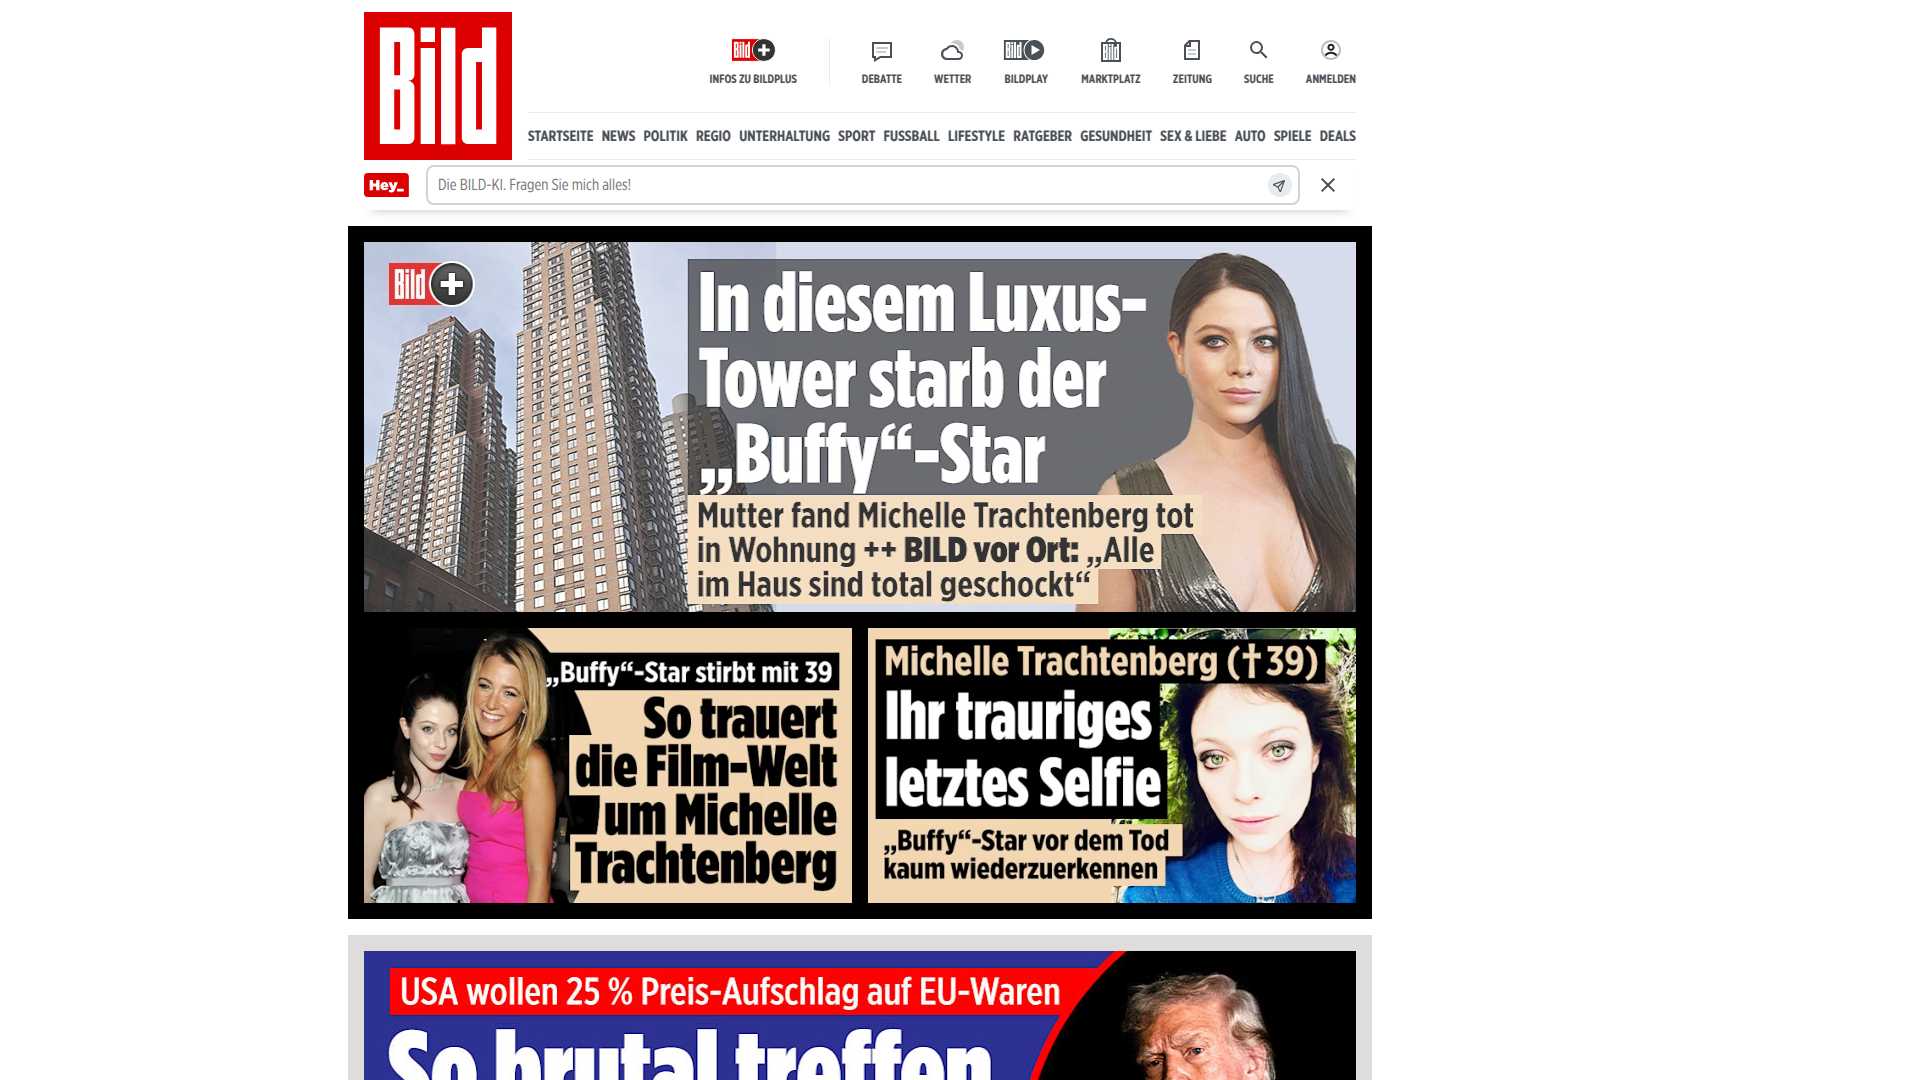 Bild
Bild+
INFOS ZU BILDPLUS
DEBATTE
WETTER
Bild
BILDPLAY
Bild
MARKTPLATZ
ZEITUNG
SUCHE
ANMELDEN
STARTSEITE NEWS POLITIK REGIO UNTERHALTUNG SPORT FUSSBALL LIFESTYLE RATGEBER GESUNDHEIT SEX & LIEBE AUTO SPIELE DEALS
Hey_
Die BILD-KI. Fragen Sie mich alles!
Bild+
In diesem Luxus-
Tower starb der
„Buffy“-Star
Mutter fand Michelle Trachtenberg tot
in Wohnung ++ BILD vor Ort: „Alle
im Haus sind total geschockt“
„Buffy“-Star stirbt mit 39
So trauert
die Film-Welt
um Michelle
Trachtenberg
Michelle Trachtenberg (†39)
Ihr trauriges
letztes Selfie
„Buffy“-Star vor dem Tod
kaum wiederzuerkennen
USA wollen 25 % Preis-Aufschlag auf EU-Waren
So brutal treffen